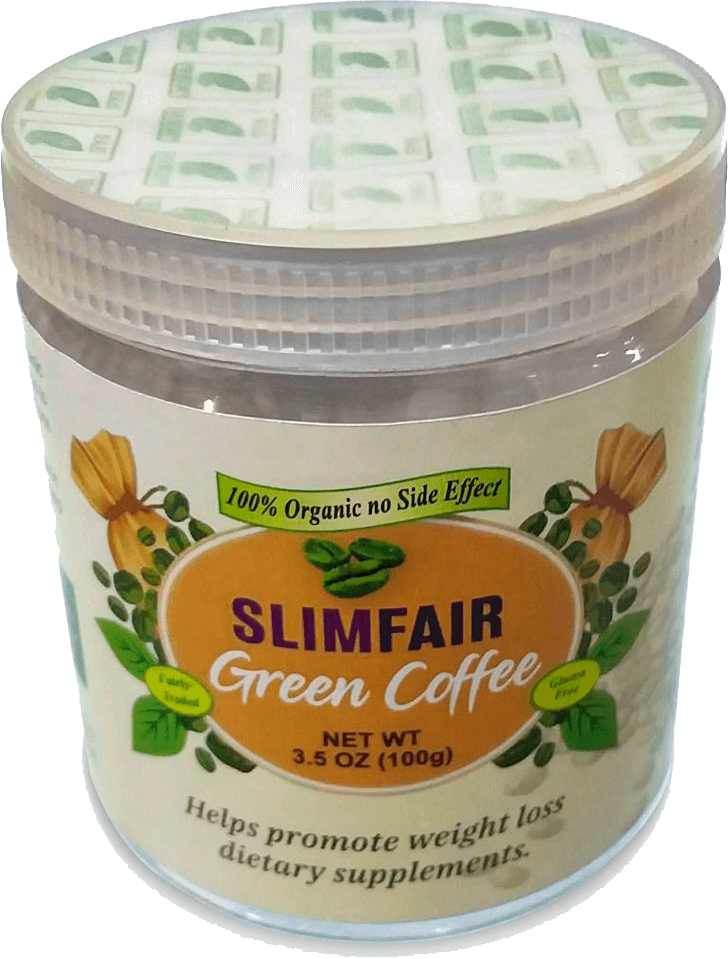 100% Organic no Side Effect
SLIMFAIR
Green Coffee
Fairly
Traded
Gluten
Free
NET WT
3.5 OZ (100g)
Helps promote weight loss
dietary supplements.